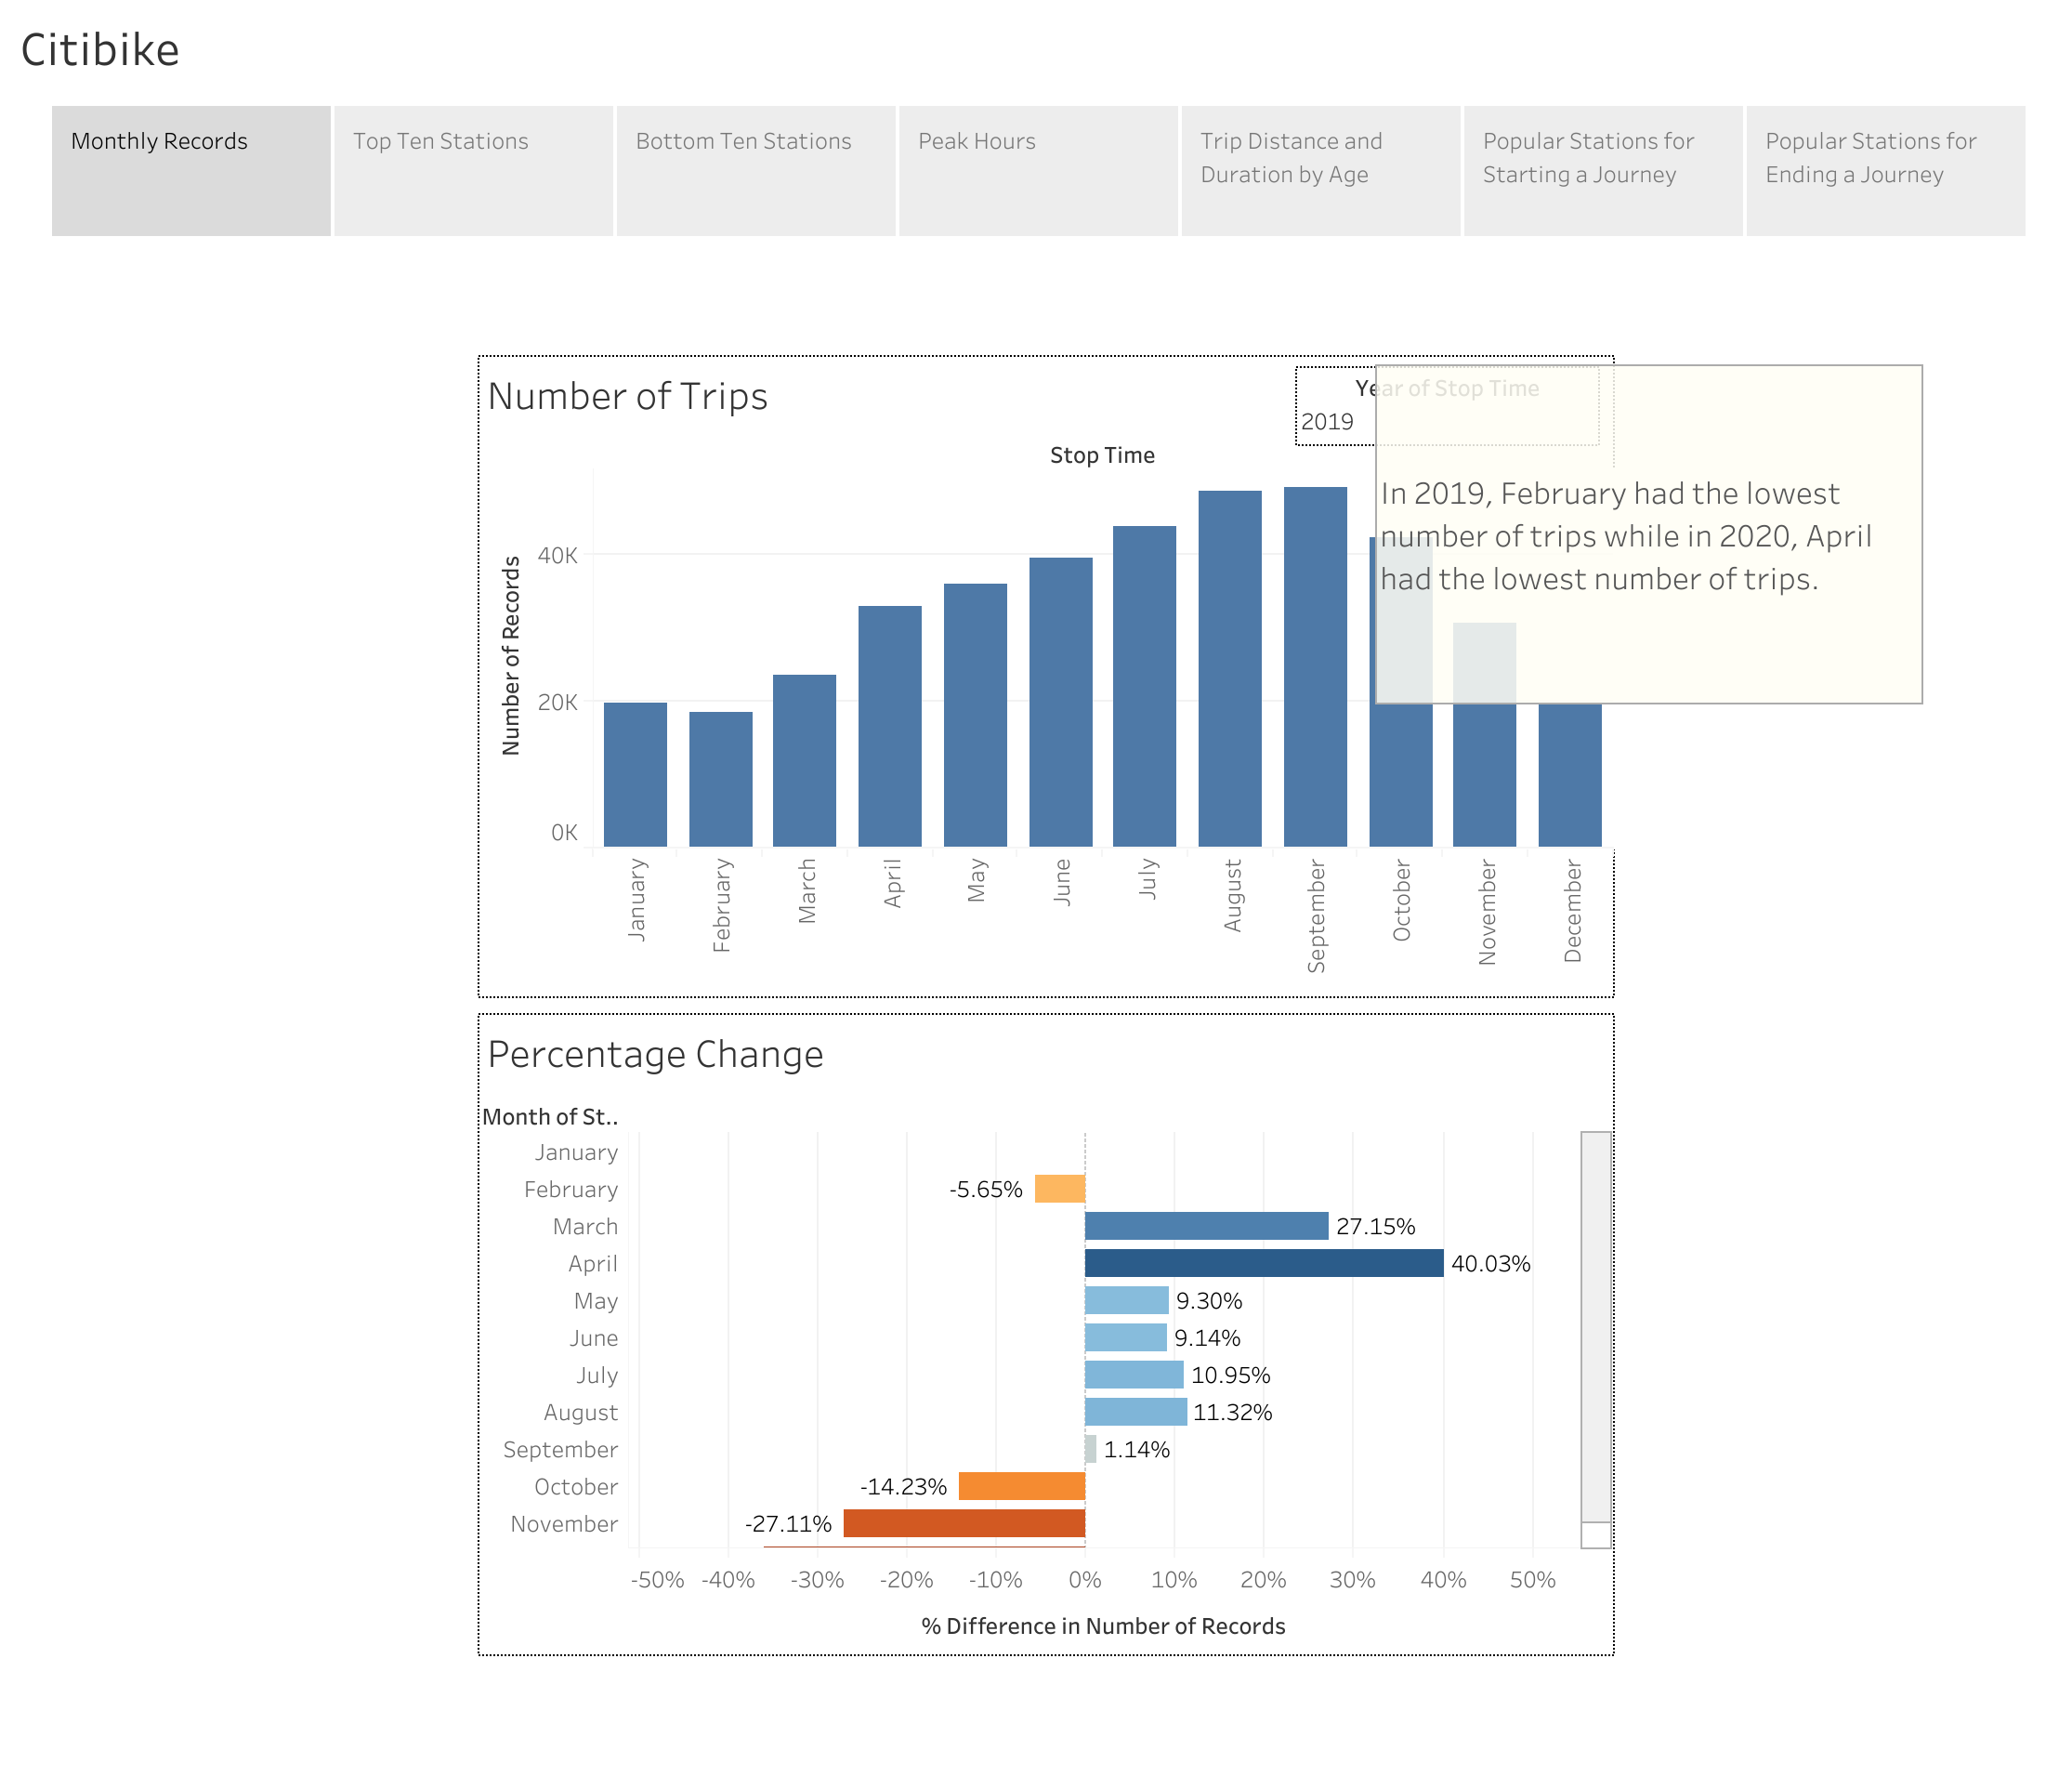 Citibike
Monthly Records
Top Ten Stations
Bottom Ten Stations
Peak Hours
Trip Distance and
Duration by Age
Popular Stations for
Starting a Journey
Popular Stations for
Ending a Journey
Number of Trips
Year of Stop Time
2019
Stop Time
In 2019, February had the lowest
number of trips while in 2020, April
had the lowest number of trips.
Number of Records
40K
20K
0K
January
February
March
April
May
June
July
August
September
October
November
December
Percentage Change
Month of St..
January
February -5.65%
March 27.15%
April 40.03%
May 9.30%
June 9.14%
July 10.95%
August 11.32%
September 1.14%
October -14.23%
November -27.11%
-50% -40% -30% -20% -10% 0% 10% 20% 30% 40% 50%
% Difference in Number of Records